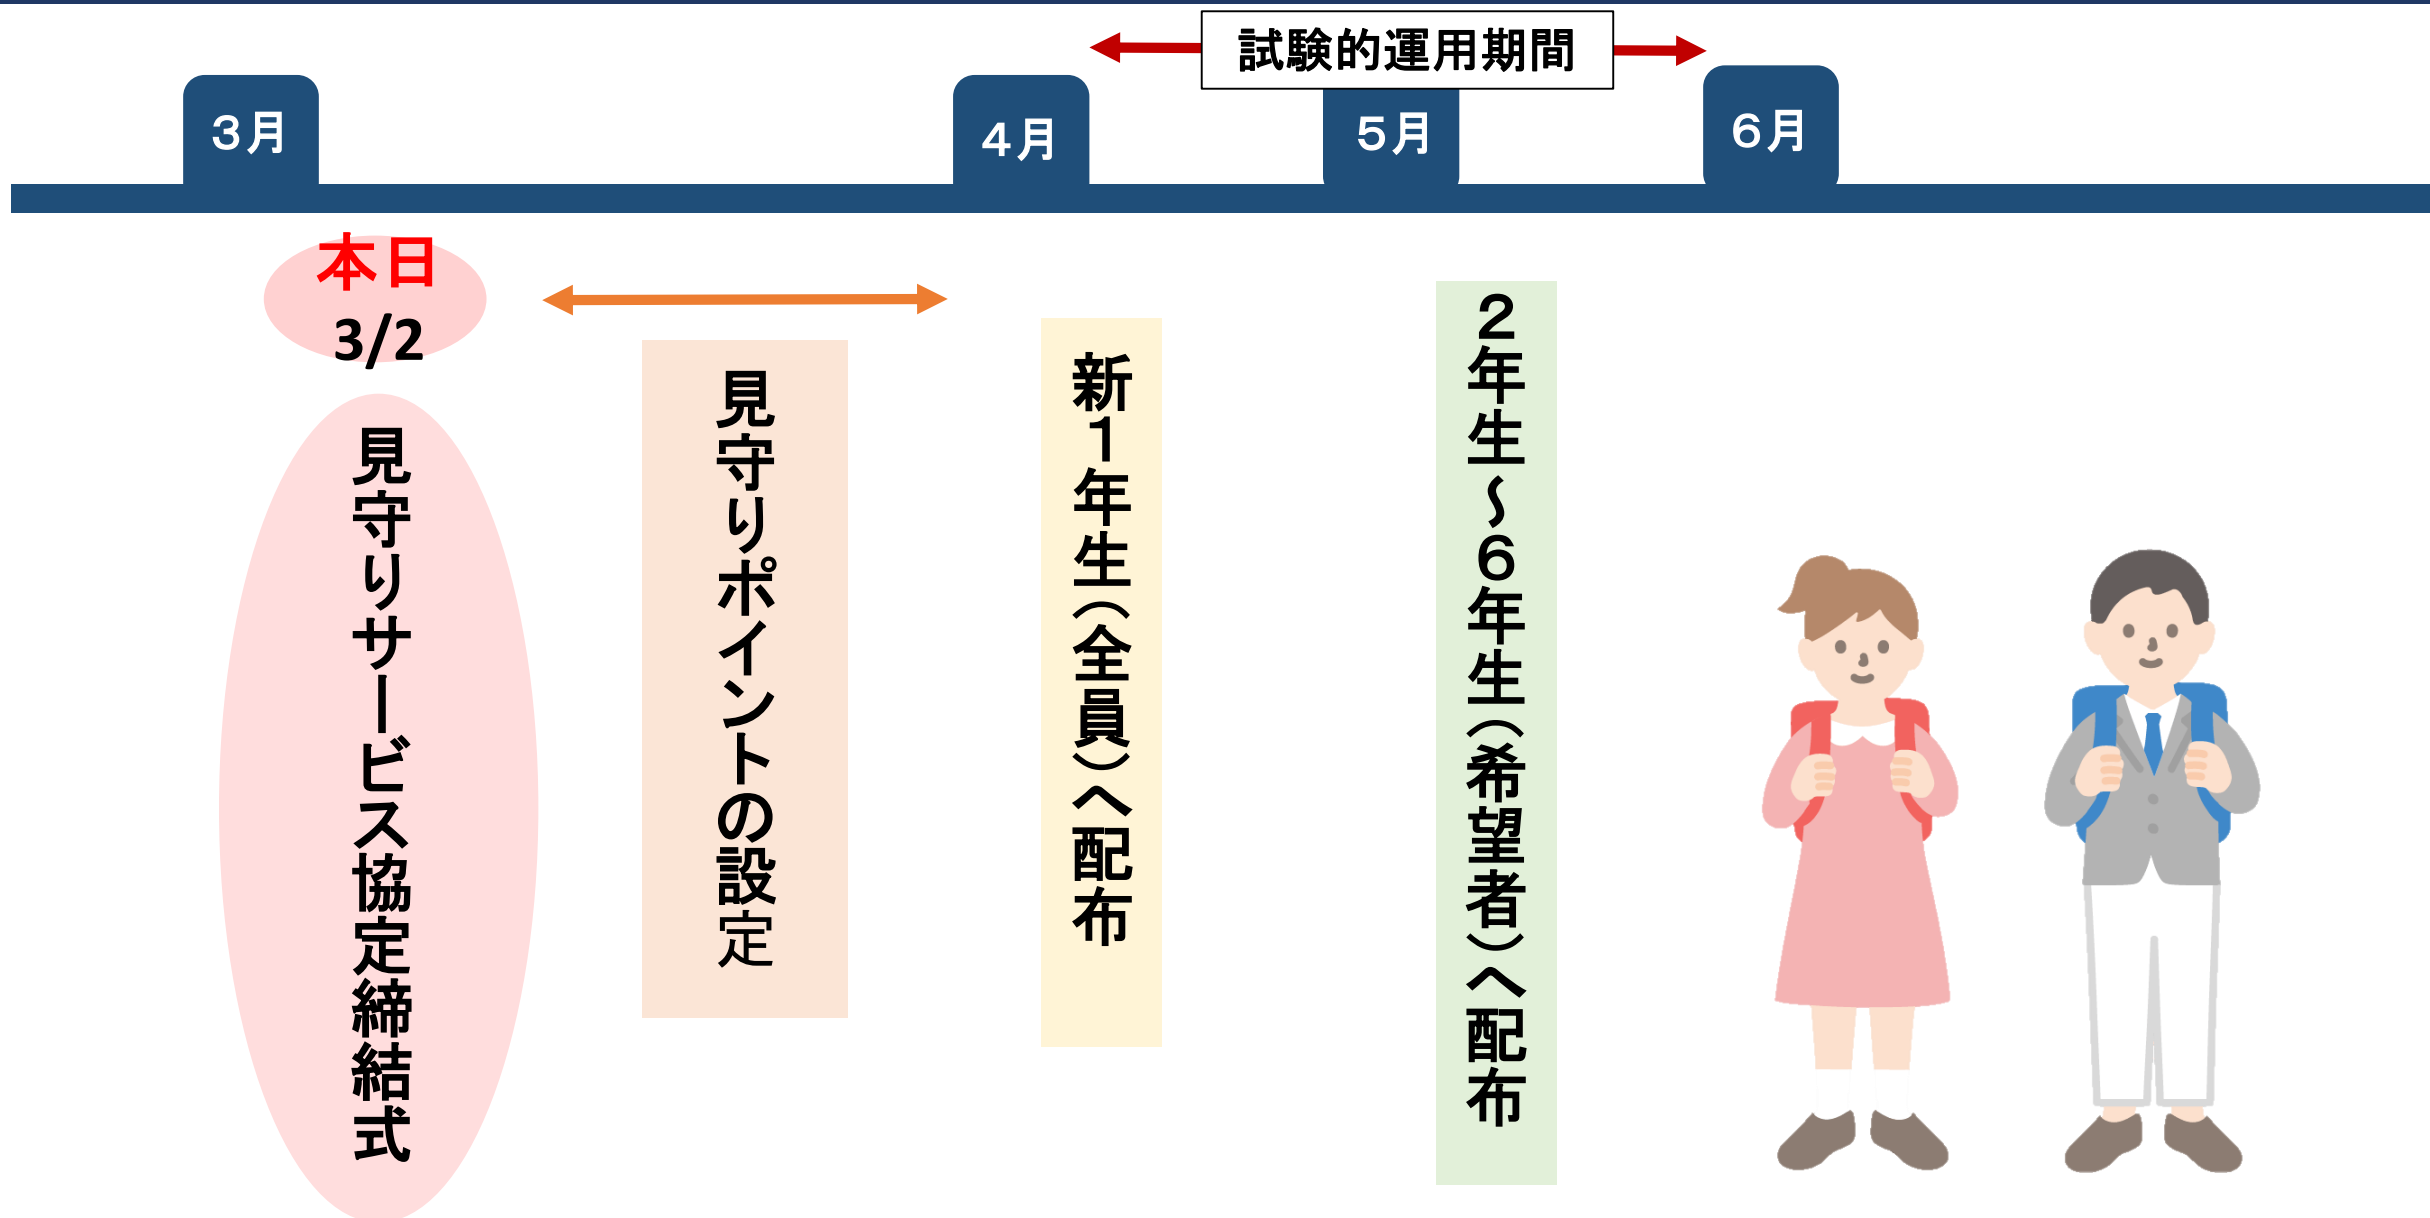 試験的運用期間
３月
４月
５月
６月
本日
3/2
見守りサービス協定締結式
見守りポイントの設定
新１年生（全員）へ配布
２年生～６年生（希望者）へ配布